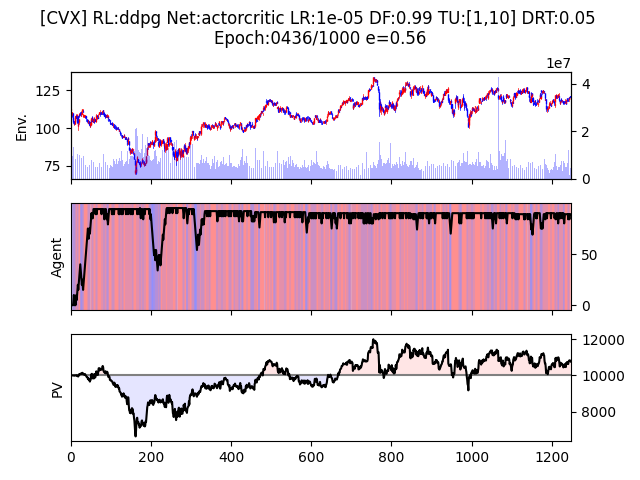 [CVX] RL:ddpg Net:actorcritic LR:1e-05 DF:0.99 TU:[1,10] DRT:0.05
Epoch:0436/1000 e=0.56
1e7
125
100
75
Env.
4
2
0
Agent
50
0
PV
12000
10000
8000
0 200 400 600 800 1000 1200